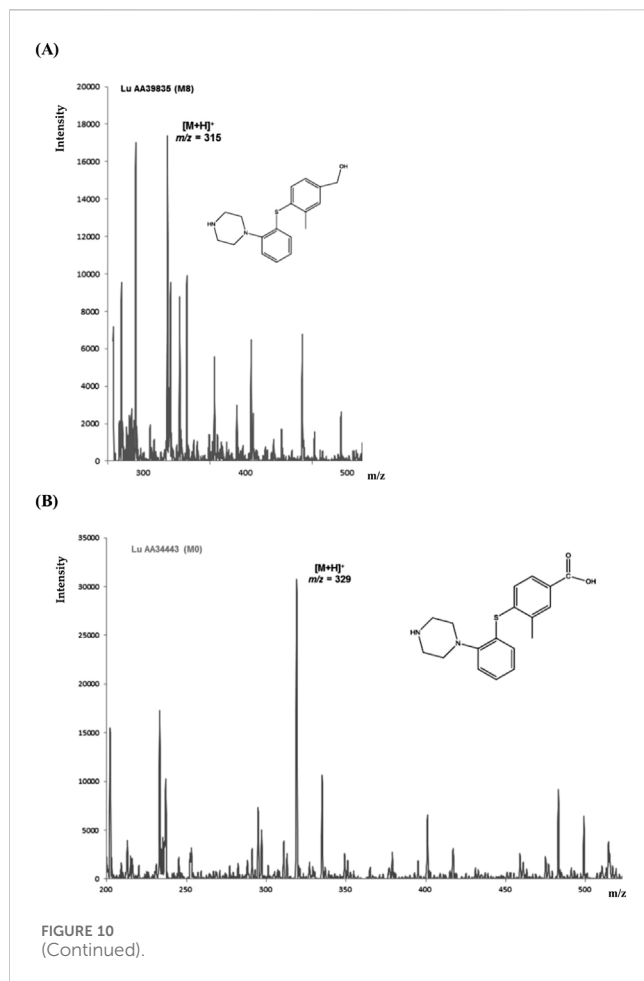 (A)
Lu AA39835 (M8)
[M+H]⁺
m/z = 315
Intensity
20000
18000
16000
14000
12000
10000
8000
6000
4000
2000
0
300
400
500
m/z
OH
S
HN
N
(B)
Lu AA34443 (M0)
[M+H]⁺
m/z = 329
Intensity
35000
30000
25000
20000
15000
10000
5000
0
200
250
300
350
400
450
500
m/z
O
C
OH
S
HN
N
FIGURE 10
(Continued).